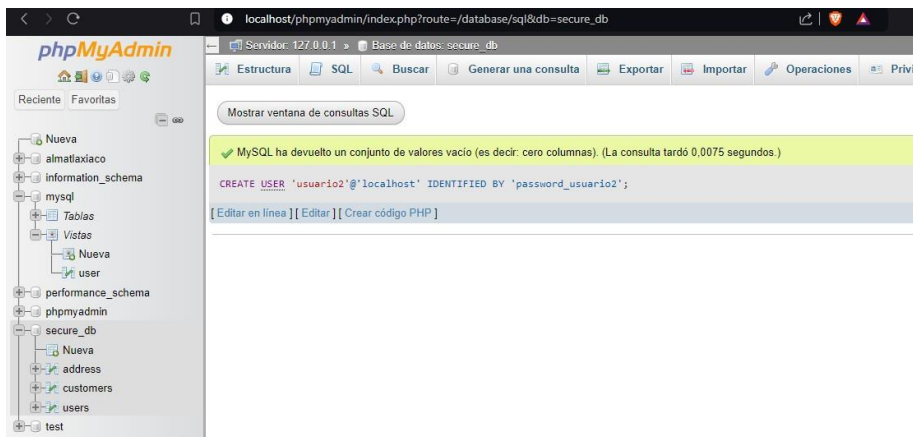 localhost/phpmyadmin/index.php?route=/database/sql&db=secure_db
phpMyAdmin
Reciente Favoritas
Nueva
almatlaxiaco
information_schema
mysql
Tablas
Vistas
Nueva
user
performance_schema
phpmyadmin
secure_db
Nueva
address
customers
users
test
Servidor: 127.0.0.1 » Base de datos: secure_db
Estructura SQL Buscar Generar una consulta Exportar Importar Operaciones Privi
Mostrar ventana de consultas SQL
MySQL ha devuelto un conjunto de valores vacío (es decir: cero columnas). (La consulta tardó 0,0075 segundos.)
CREATE USER 'usuario2'@'localhost' IDENTIFIED BY 'password_usuario2';
[ Editar en línea ] [ Editar ] [ Crear código PHP ]